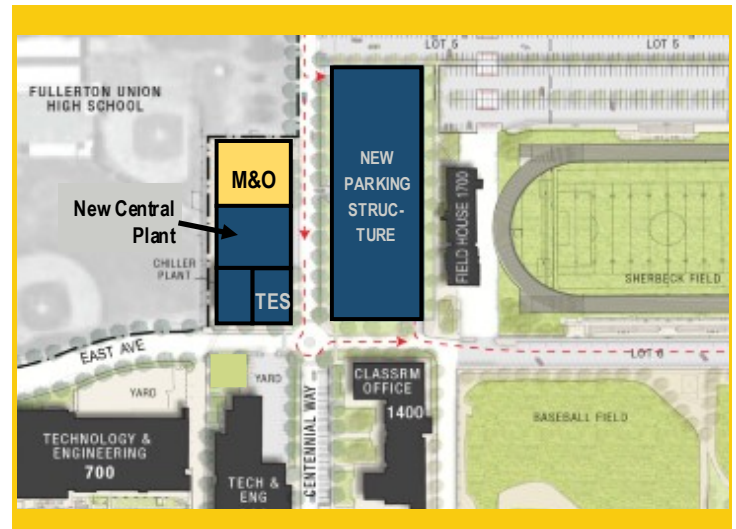 LOT 5
LOT 5
FULLERTON UNION
HIGH SCHOOL
M&O
New Central
Plant
CHILLER
PLANT
TES
NEW
PARKING
STRUC-
TURE
FIELD HOUSE 1700
SHERBECK FIELD
EAST AVE
LOT 6
YARD
YARD
CENTENNIAL WAY
CLASSRM
OFFICE
1400
BASEBALL FIELD
TECHNOLOGY &
ENGINEERING
700
TECH &
ENG